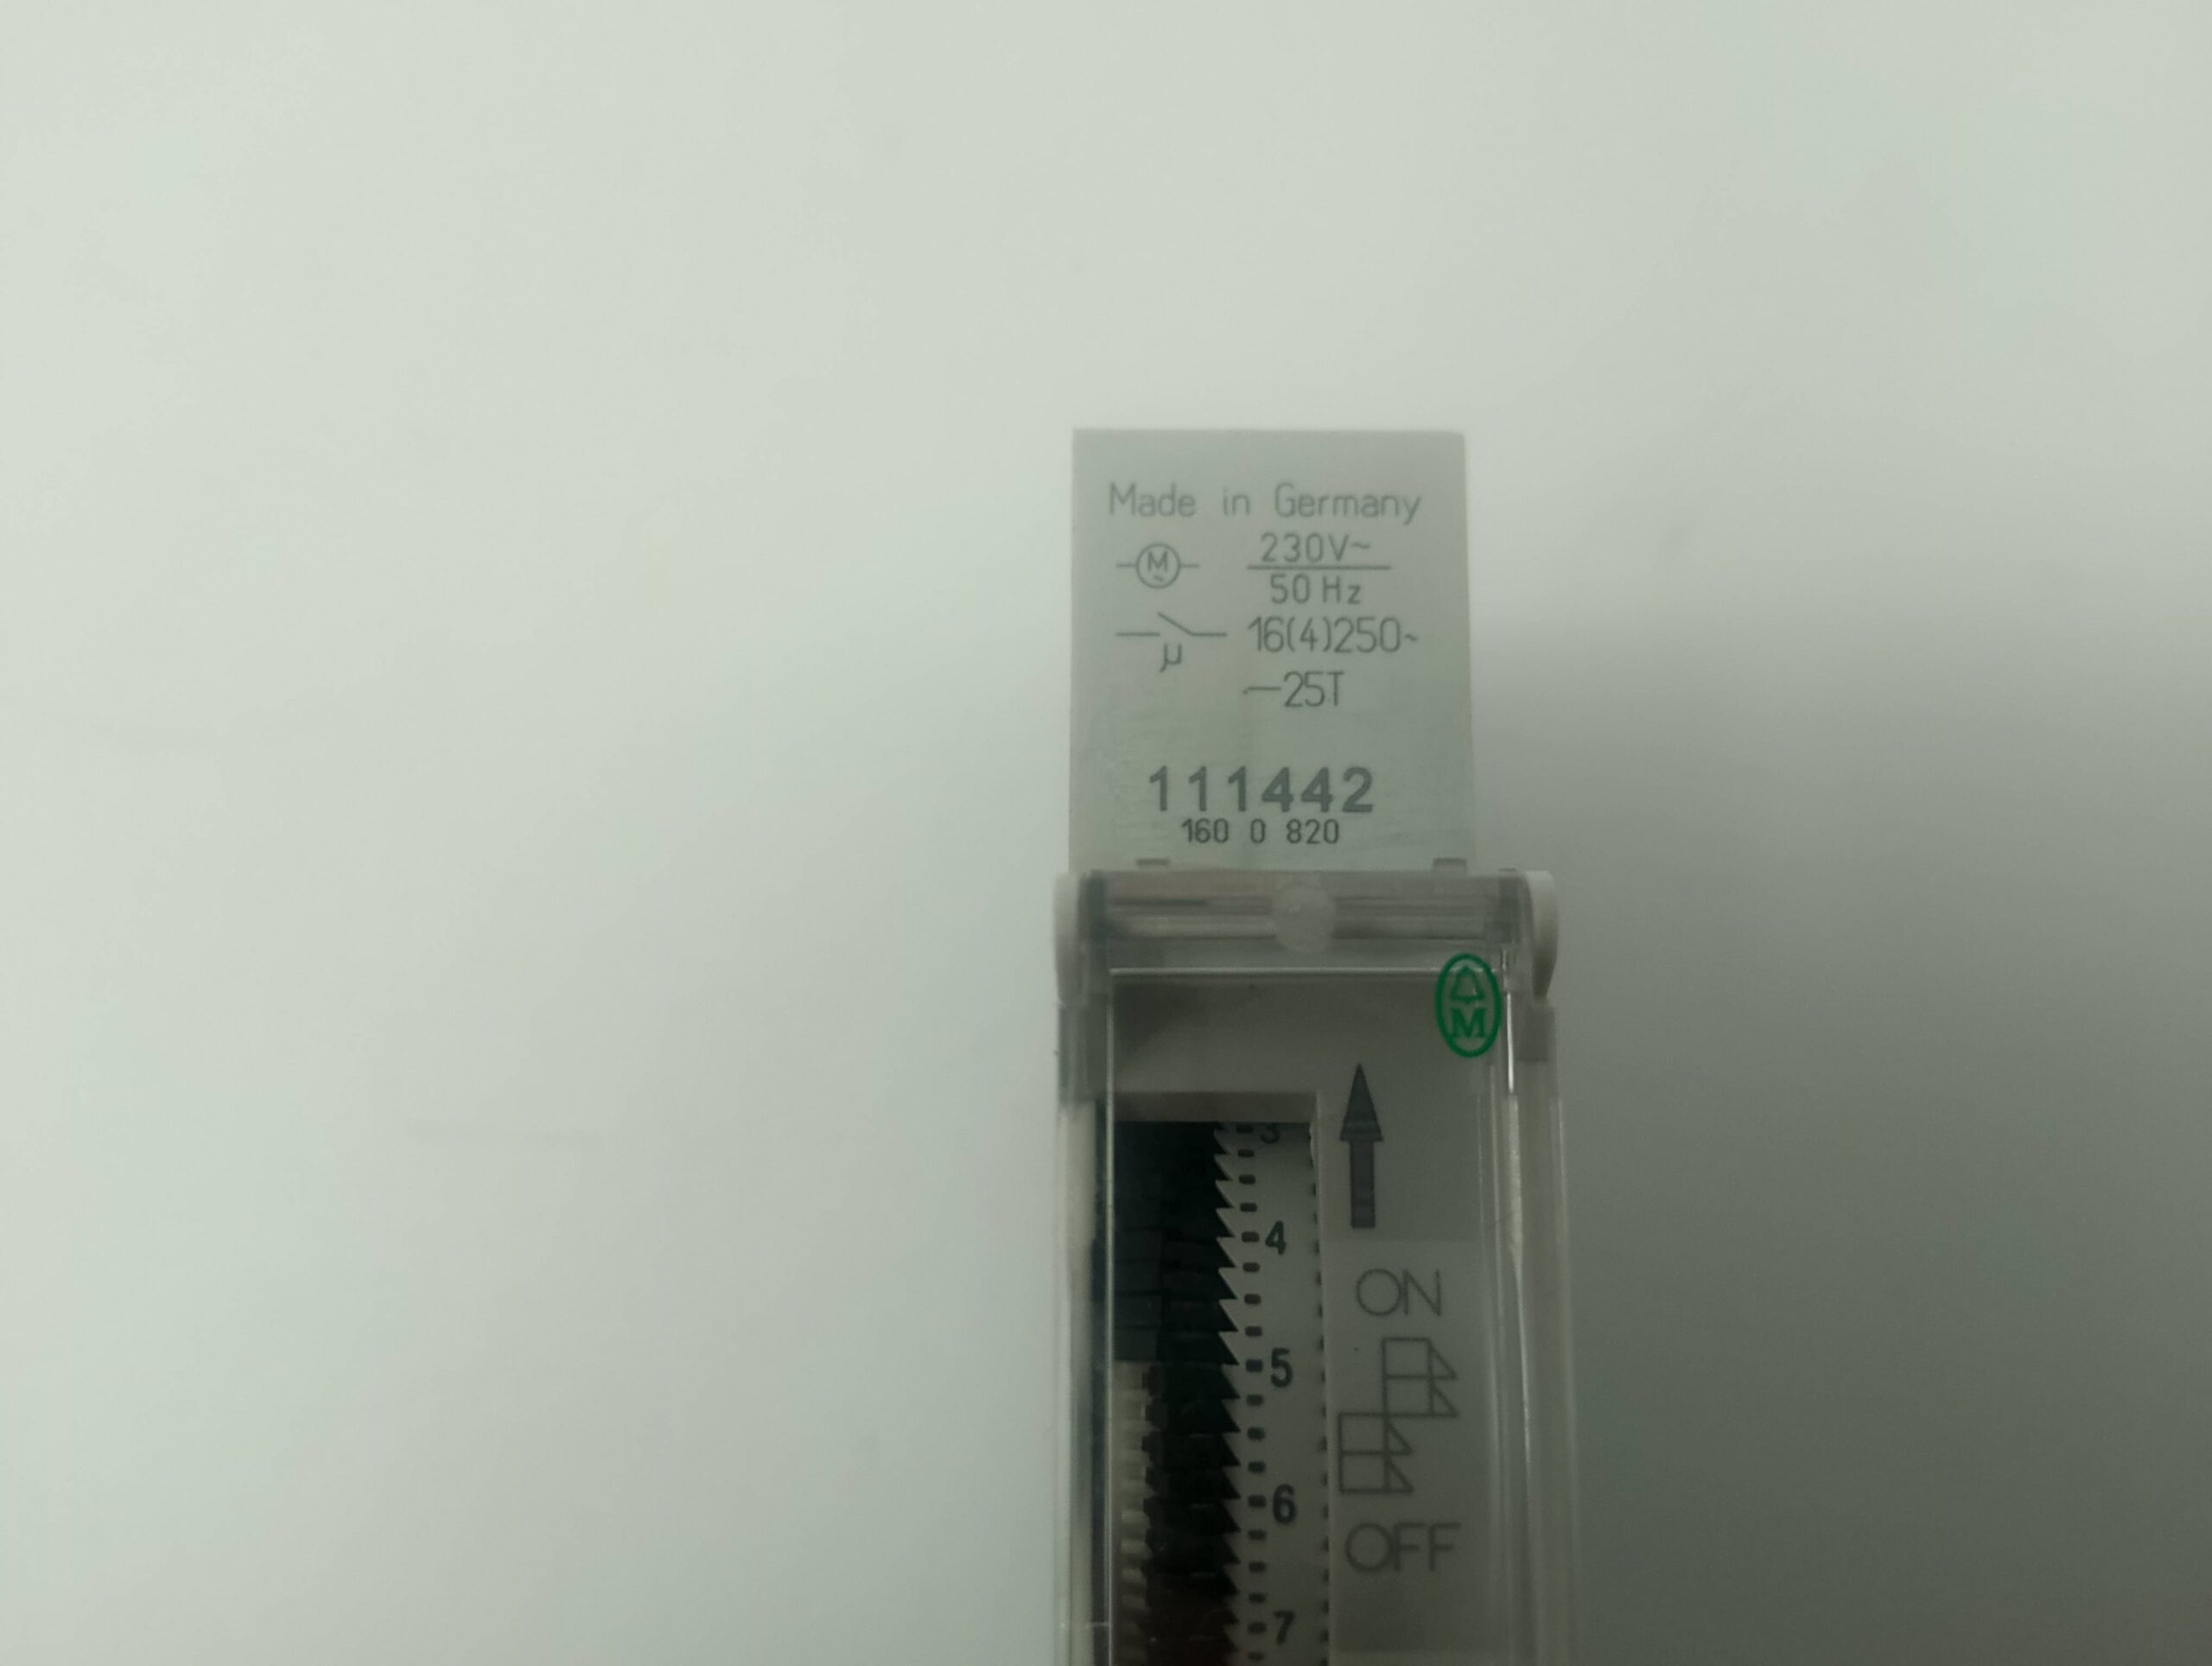 Made in Germany
M 230V~
50 Hz
16(4)250~
µ
—25T
111442
160 0 820
M
3
4
ON
5
6
OFF
7